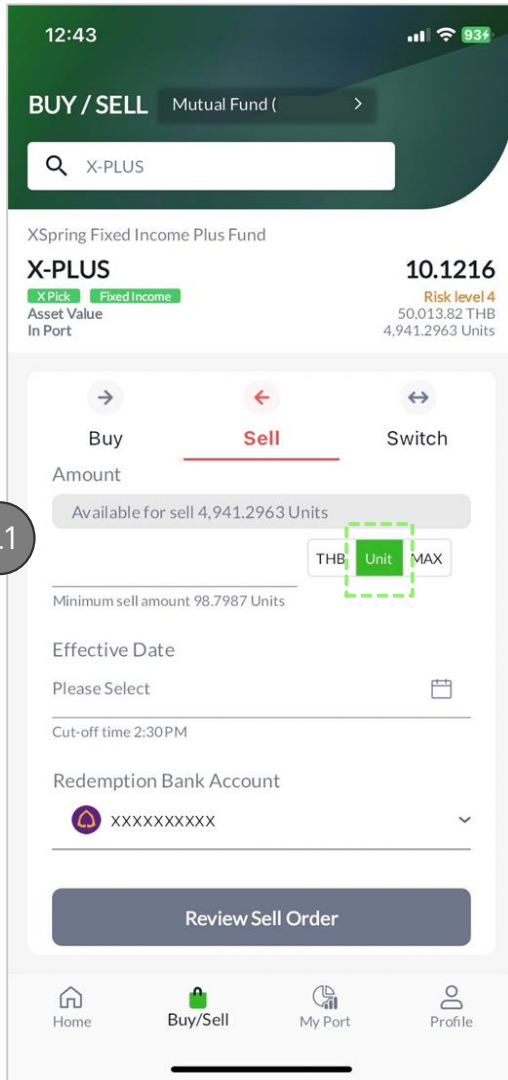 12:43
93
BUY / SELL Mutual Fund ( >
X-PLUS
XSpring Fixed Income Plus Fund
X-PLUS 10.1216
X Pick Fixed Income Risk level 4
Asset Value 50,013.82 THB
In Port 4,941.2963 Units
Buy Sell Switch
Amount
Available for sell 4,941.2963 Units
.1
THB Unit MAX
Minimum sell amount 98.7987 Units
Effective Date
Please Select
Cut-off time 2:30PM
Redemption Bank Account
XXXXXXXXXX
Review Sell Order
Home Buy/Sell My Port Profile